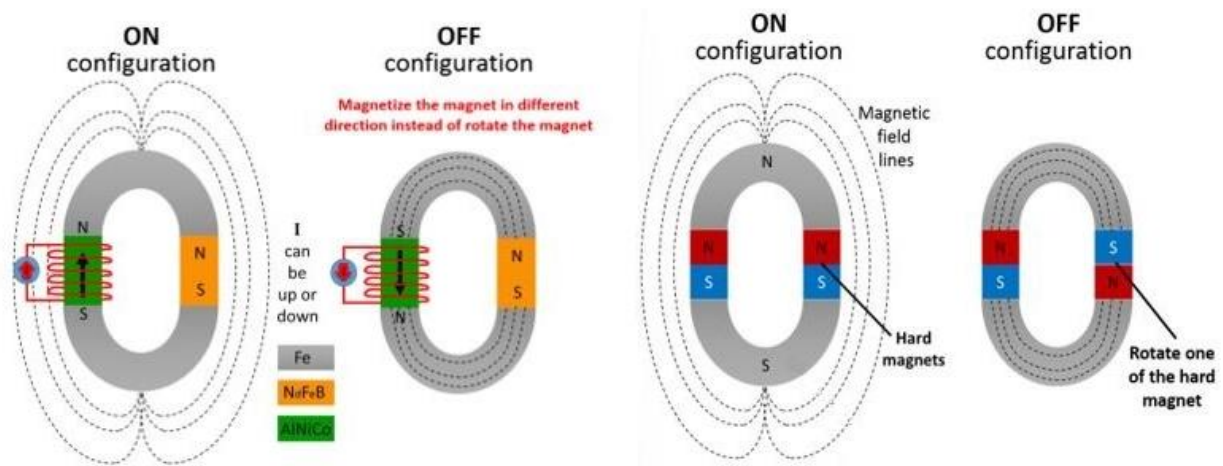 ON
configuration
OFF
configuration
Magnetize the magnet in different
direction instead of rotate the magnet
N
S
N
S
I
can
be
up or
down
S
N
N
S
Fe
NdFeB
AlNiCo
ON
configuration
OFF
configuration
Magnetic
field
lines
N
N
S
N
S
S
Hard
magnets
N
S
S
N
Rotate one
of the hard
magnet